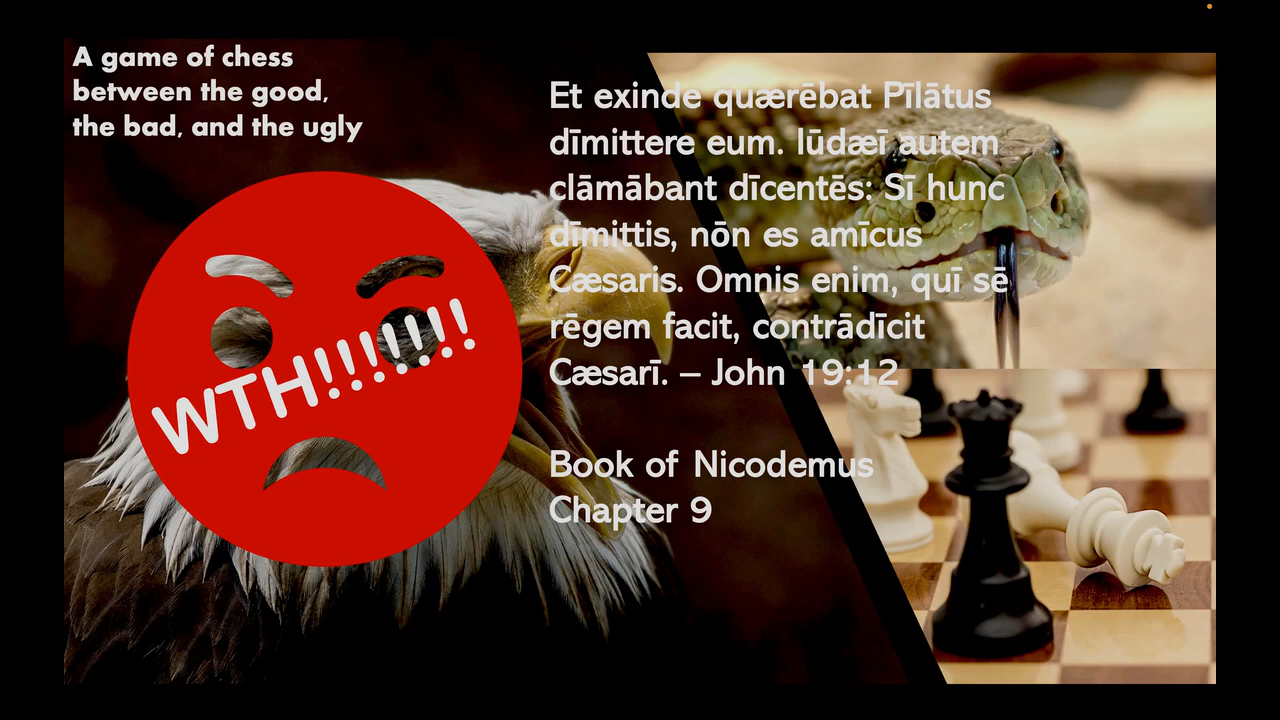 A game of chess
between the good,
the bad, and the ugly
WTH!!!!!!!
Et exinde quærēbat Pīlātus
dīmittere eum. Iūdæī autem
clāmābant dīcentēs: Sī hunc
dīmittis, nōn es amīcus
Cæsaris. Omnis enim, quī sē
rēgem facit, contrādīcit
Cæsarī. – John 19:12
Book of Nicodemus
Chapter 9